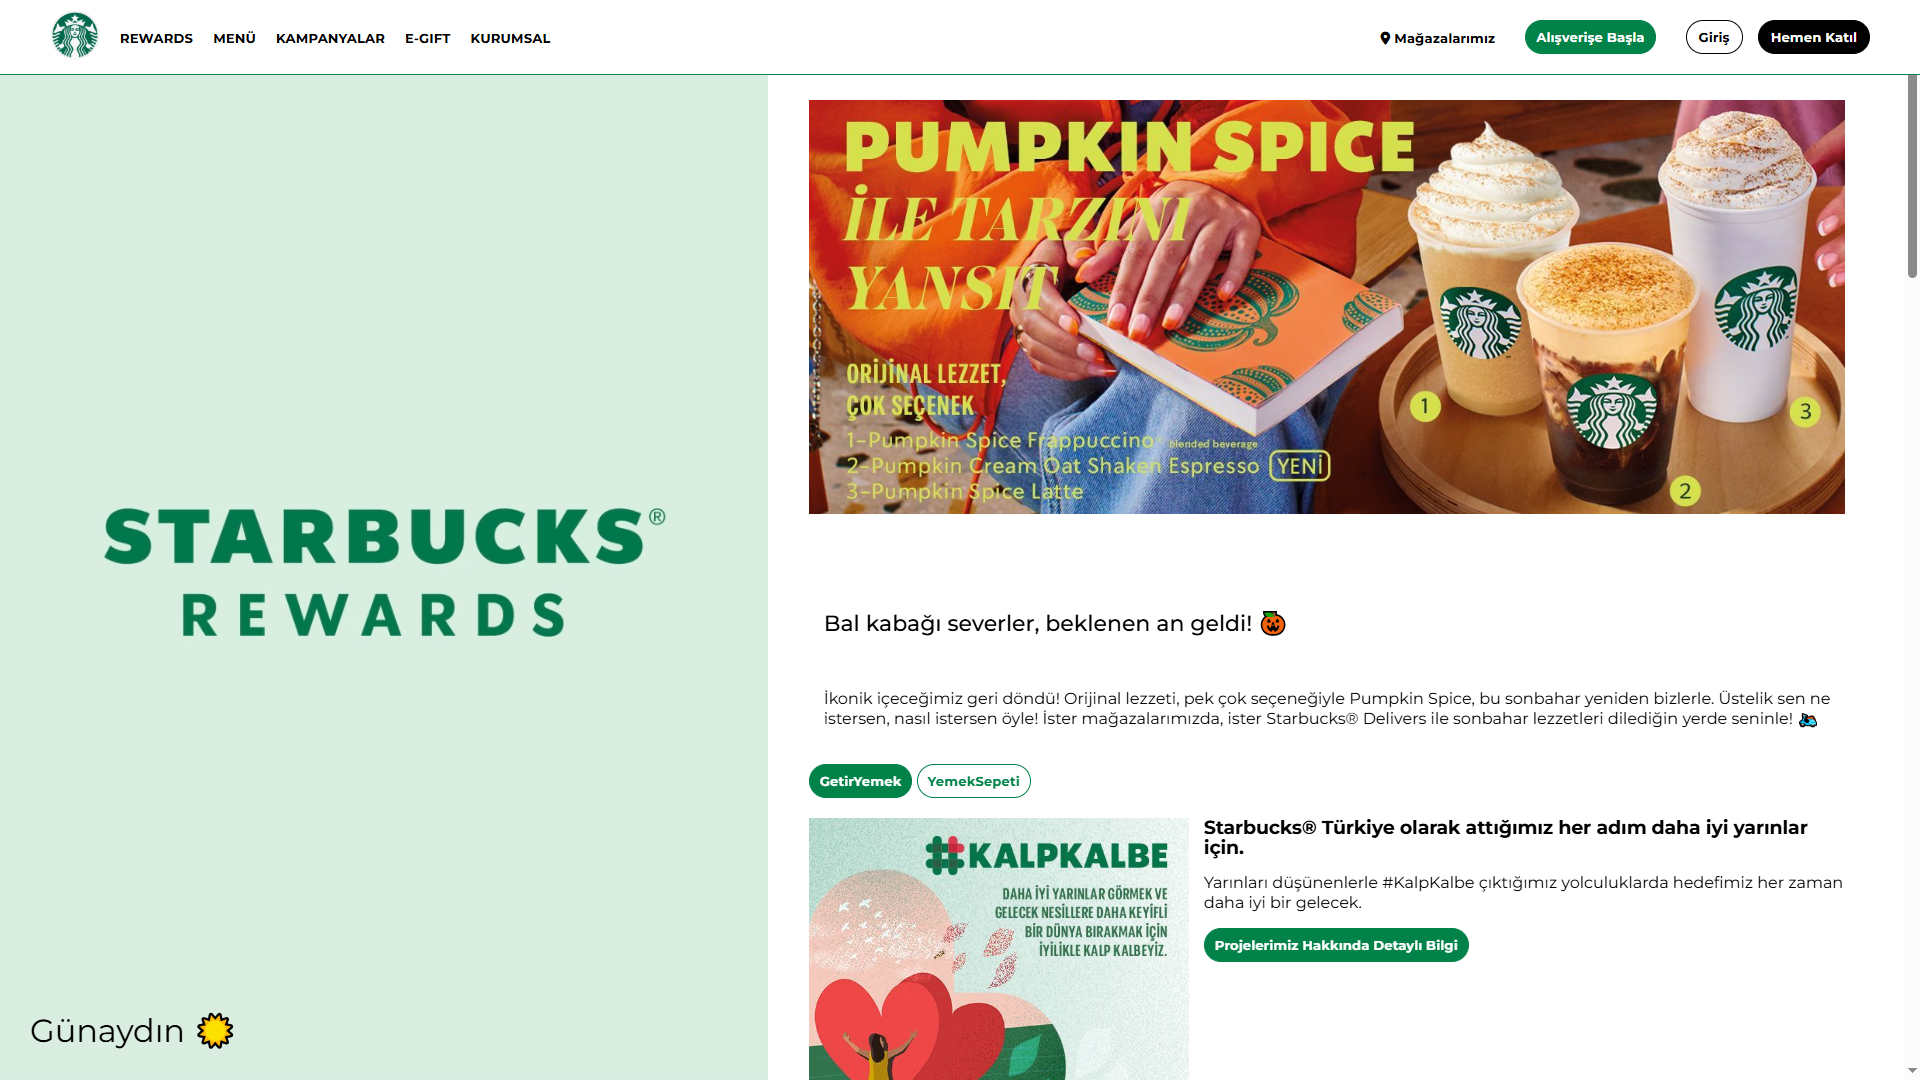 REWARDS MENÜ KAMPANYALAR E-GIFT KURUMSAL Mağazalarımız Alışverişe Başla Giriş Hemen Katıl
STARBUCKS®
REWARDS
Günaydın
PUMPKIN SPICE
İLE TARZINI
YANSIT
ORİJİNAL LEZZET,
ÇOK SEÇENEK
1-Pumpkin Spice Frappuccino® blended beverage
2-Pumpkin Cream Oat Shaken Espresso YENİ
3-Pumpkin Spice Latte
1
2
3
Bal kabağı severler, beklenen an geldi! 🎃
İkonik içeceğimiz geri döndü! Orijinal lezzeti, pek çok seçeneğiyle Pumpkin Spice, bu sonbahar yeniden bizlerle. Üstelik sen ne
istersen, nasıl istersen öyle! İster mağazalarımızda, ister Starbucks® Delivers ile sonbahar lezzetleri dilediğin yerde seninle! 🛵
GetirYemek YemekSepeti
#KALPKALBE
DAHA İYİ YARINLAR GÖRMEK VE
GELECEK NESİLLERE DAHA KEYİFLİ
BİR DÜNYA BIRAKMAK İÇİN
İYİLİKLE KALP KALBEYİZ.
Starbucks® Türkiye olarak attığımız her adım daha iyi yarınlar
için.
Yarınları düşünenlerle #KalpKalbe çıktığımız yolculuklarda hedefimiz her zaman
daha iyi bir gelecek.
Projelerimiz Hakkında Detaylı Bilgi